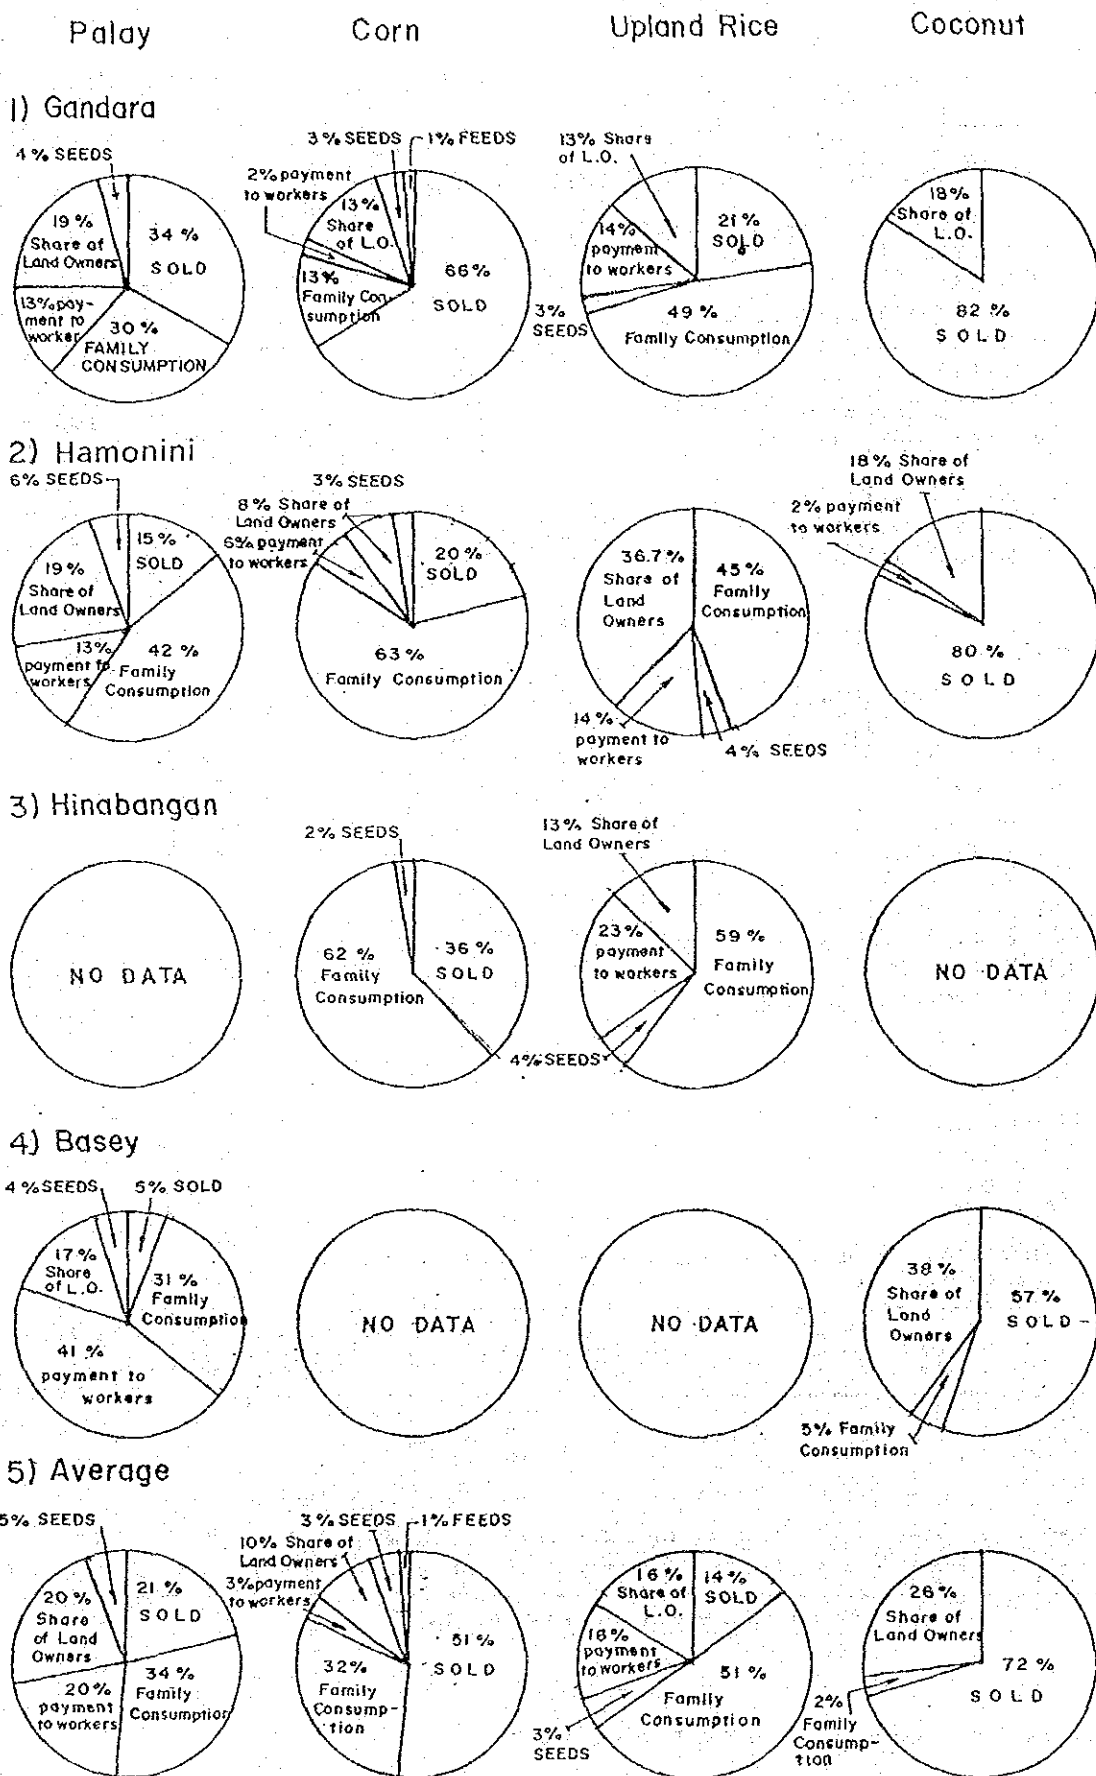 Palay Corn Upland Rice Coconut
1) Gandara
4% SEEDS
19%
Share of
Land Owners
34%
SOLD
13% pay-
ment to
worker
30%
FAMILY
CONSUMPTION
3% SEEDS
1% FEEDS
2% payment
to workers
13%
Share
of L.O.
13%
Family Con-
sumption
66%
SOLD
13% Share
of L.O.
14%
payment
to workers
21%
SOLD
3%
SEEDS
49%
Family Consumption
18%
Share of
L.O.
82%
SOLD
2) Hamonini
6% SEEDS
15%
SOLD
19%
Share of
Land Owners
13%
payment to
workers
42%
Family
Consumption
3% SEEDS
8% Share of
Land Owners
6% payment
to workers
20%
SOLD
63%
Family Consumption
36.7%
Share of
Land
Owners
45%
Family
Consumption
14%
payment to
workers
4% SEEDS
18% Share of
Land Owners
2% payment
to workers
80%
SOLD
3) Hinabangan
NO DATA
2% SEEDS
62%
Family
Consumption
36%
SOLD
13% Share of
Land Owners
23%
payment
to workers
59%
Family
Consumption
4% SEEDS
NO DATA
4) Basey
4% SEEDS
5% SOLD
17%
Share
of L.O.
31%
Family
Consumption
41%
payment to
workers
NO DATA
NO DATA
38%
Share of
Land
Owners
57%
SOLD
5% Family
Consumption
5) Average
5% SEEDS
20%
Share
of Land
Owners
21%
SOLD
20%
payment
to workers
34%
Family
Consumption
3% SEEDS
1% FEEDS
10% Share of
Land Owners
3% payment
to workers
32%
Family
Consump-
tion
51%
SOLD
16%
Share of
L.O.
14%
SOLD
16%
payment
to workers
51%
Family
Consumption
3%
SEEDS
26%
Share of
Land Owners
72%
SOLD
2%
Family
Consump-
tion